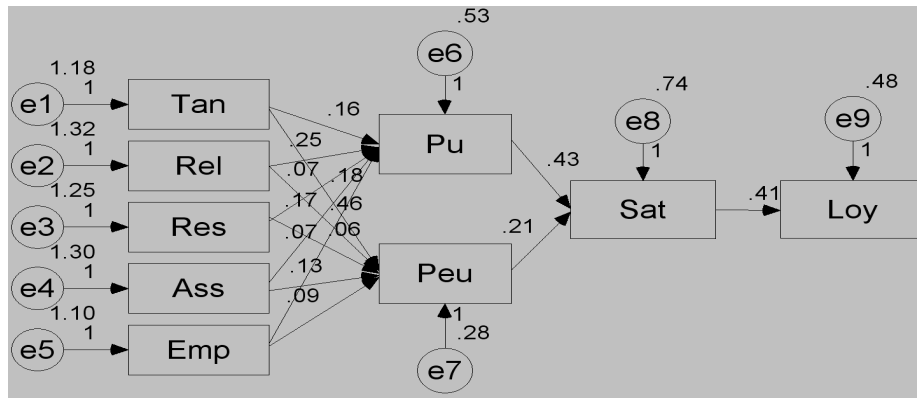 .53
e6
1
1.18
1
e1
Tan
.16
.74
.48
e8
e9
1
1
1.32
1
e2
Rel
.25
Pu
.43
.07
.18
1.25
1
e3
Res
.17
.46
Sat
.41
Loy
.07
.06
.21
1.30
1
e4
Ass
.13
Peu
.09
1.10
1
e5
Emp
1
.28
e7